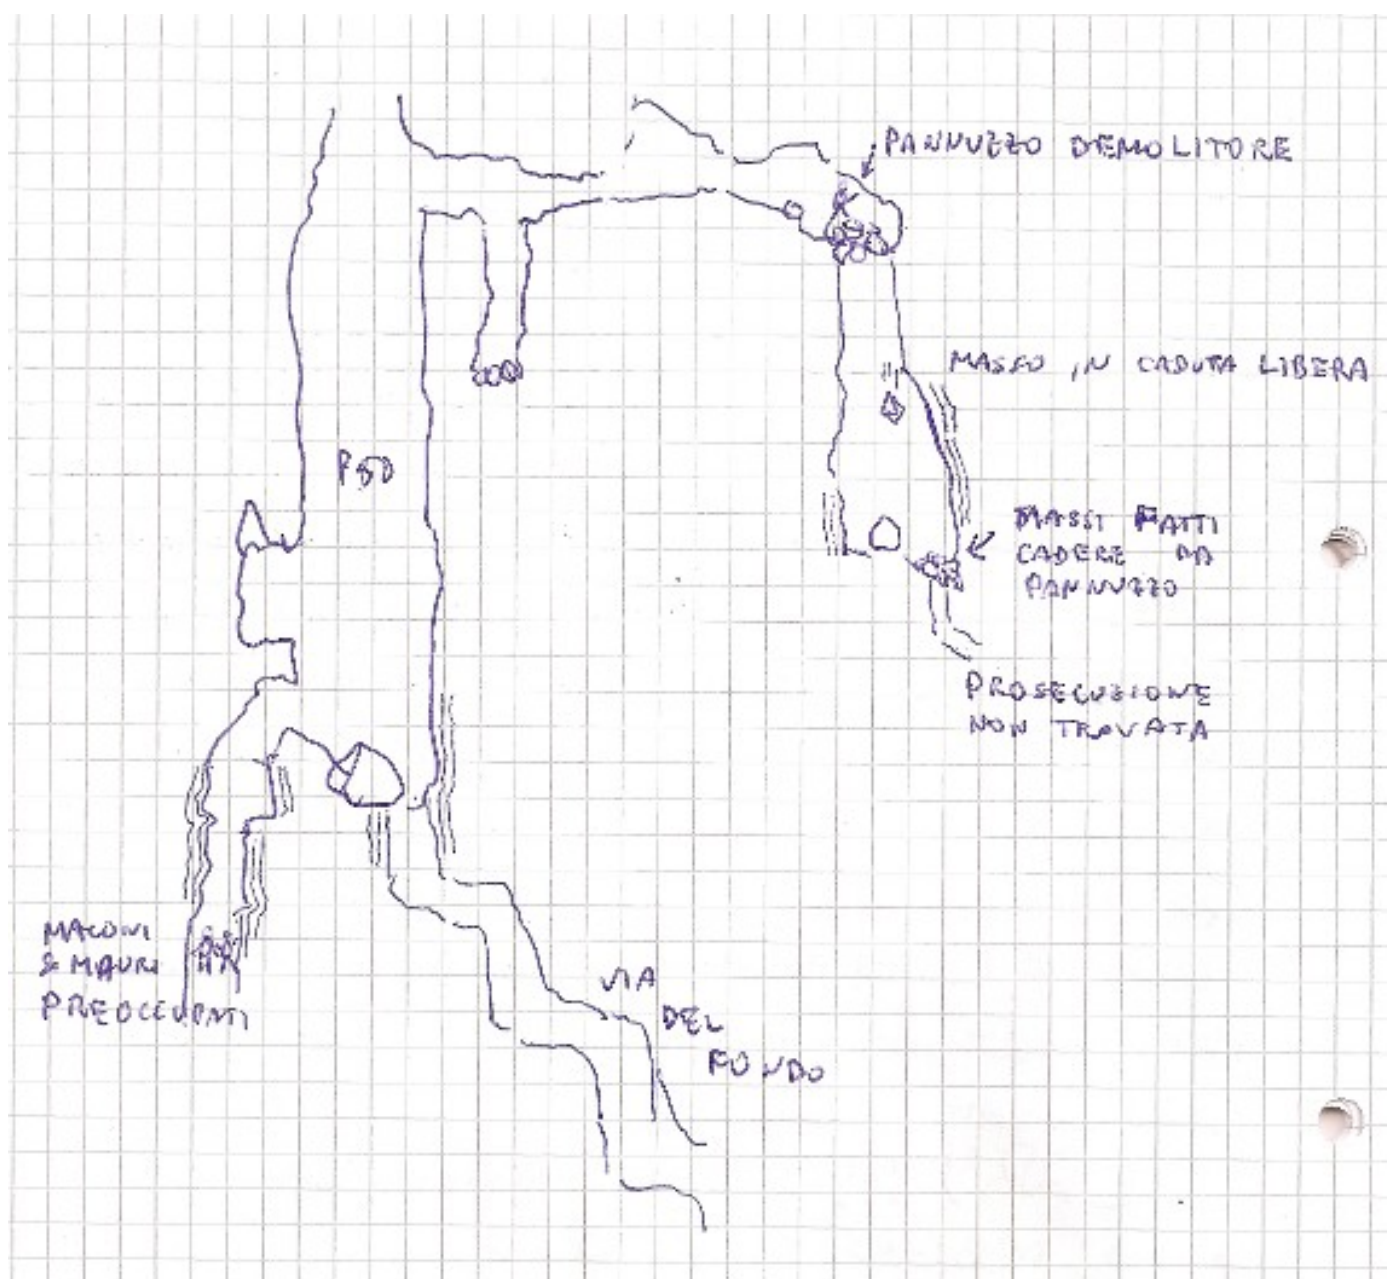 PANNUZZO DEMOLITORE
MASSO IN CADUTA LIBERA
P50
MASSI FATTI
CADERE DA
PANNUZZO
PROSECUZIONE
NON TROVATA
MACONI
& MAURI
PREOCCUPATI
VIA
DEL
FONDO